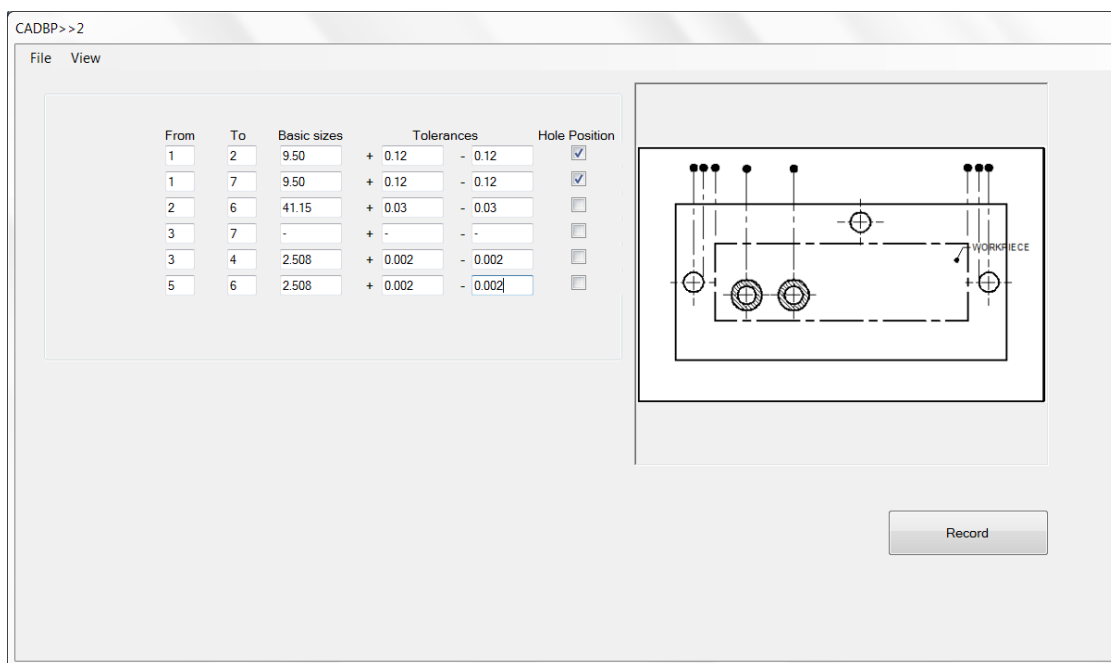 CADBP>>2
File View
From To Basic sizes Tolerances Hole Position
1 2 9.50 + 0.12 - 0.12
1 7 9.50 + 0.12 - 0.12
2 6 41.15 + 0.03 - 0.03
3 7 - + - - -
3 4 2.508 + 0.002 - 0.002
5 6 2.508 + 0.002 - 0.002
WORKPIECE
Record